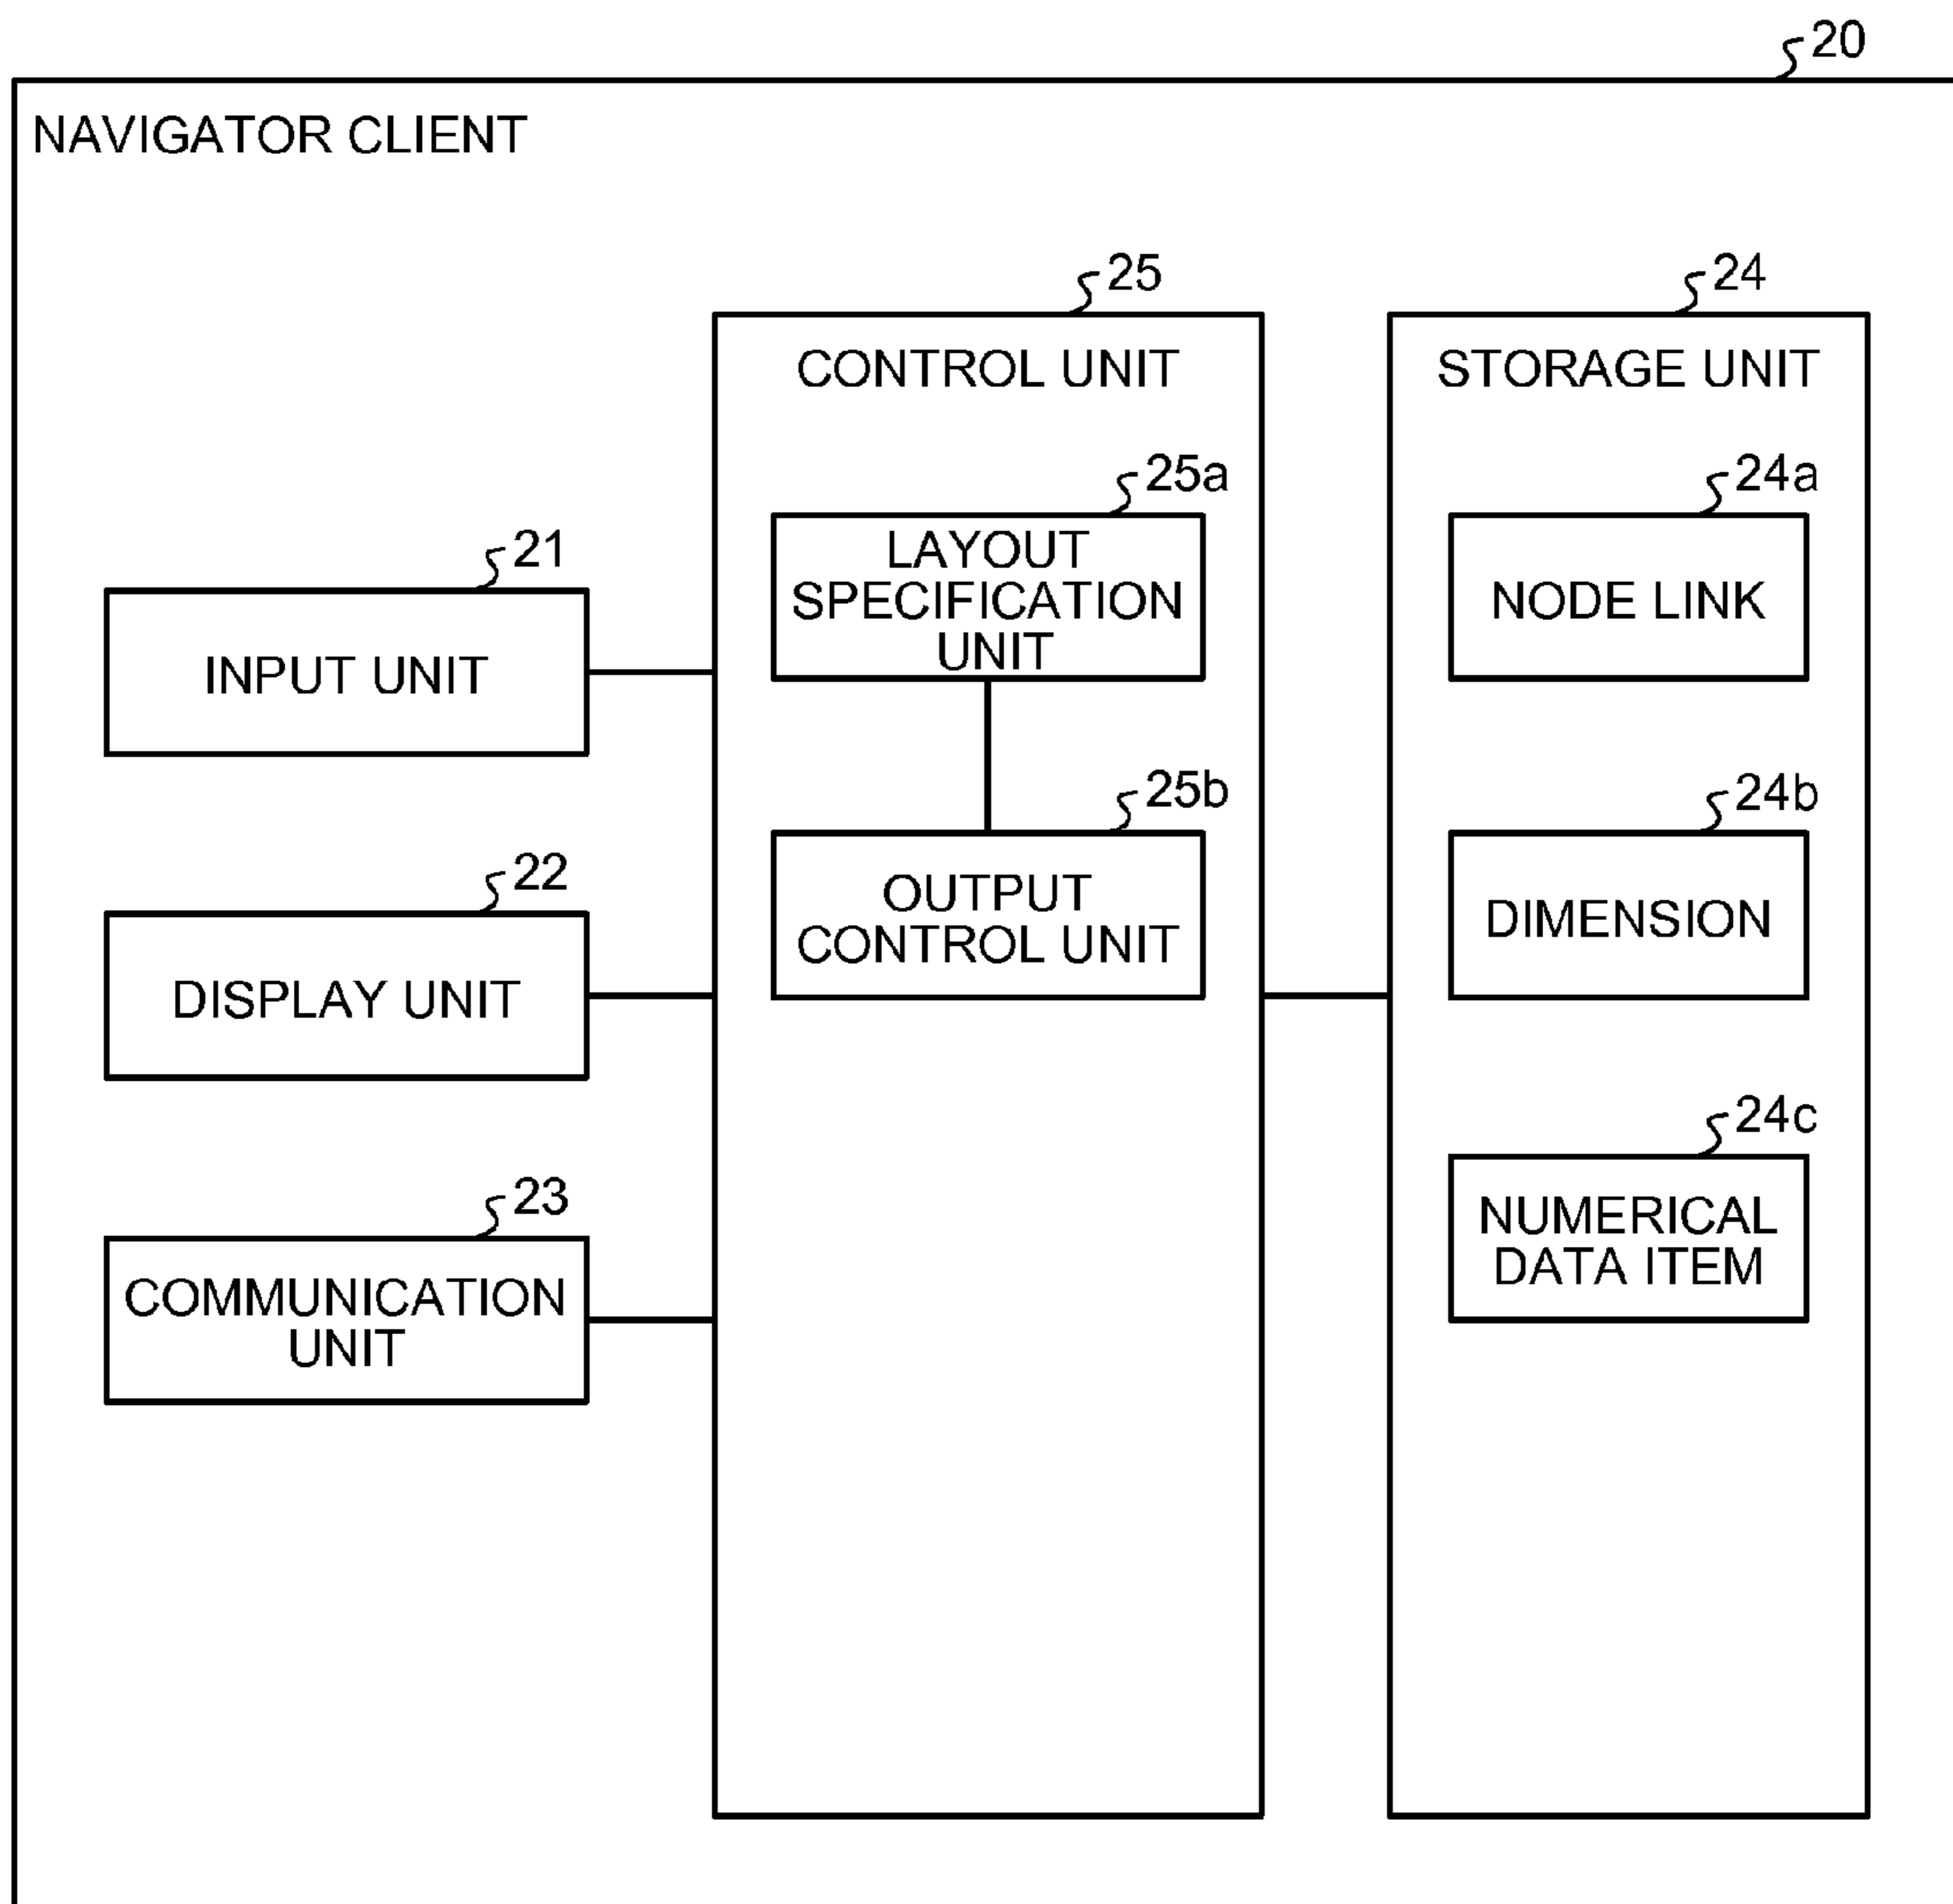 20
NAVIGATOR CLIENT
25
CONTROL UNIT
25a
LAYOUT
SPECIFICATION
UNIT
25b
OUTPUT
CONTROL UNIT
24
STORAGE UNIT
24a
NODE LINK
24b
DIMENSION
24c
NUMERICAL
DATA ITEM
21
INPUT UNIT
22
DISPLAY UNIT
23
COMMUNICATION
UNIT